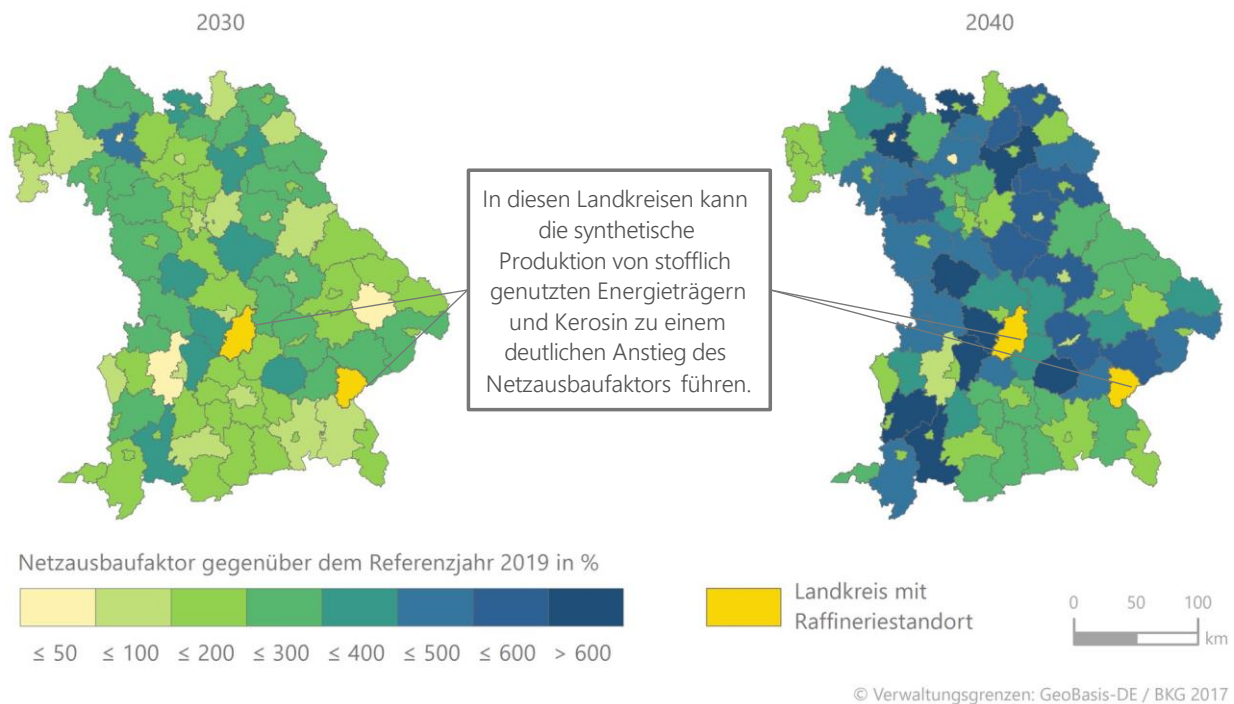 2030
2040
In diesen Landkreisen kann
die synthetische
Produktion von stofflich
genutzten Energieträgern
und Kerosin zu einem
deutlichen Anstieg des
Netzausbaufaktors führen.
Netzausbaufaktor gegenüber dem Referenzjahr 2019 in %
≤ 50 ≤ 100 ≤ 200 ≤ 300 ≤ 400 ≤ 500 ≤ 600 > 600
Landkreis mit
Raffineriestandort
0 50 100
km
© Verwaltungsgrenzen: GeoBasis-DE / BKG 2017